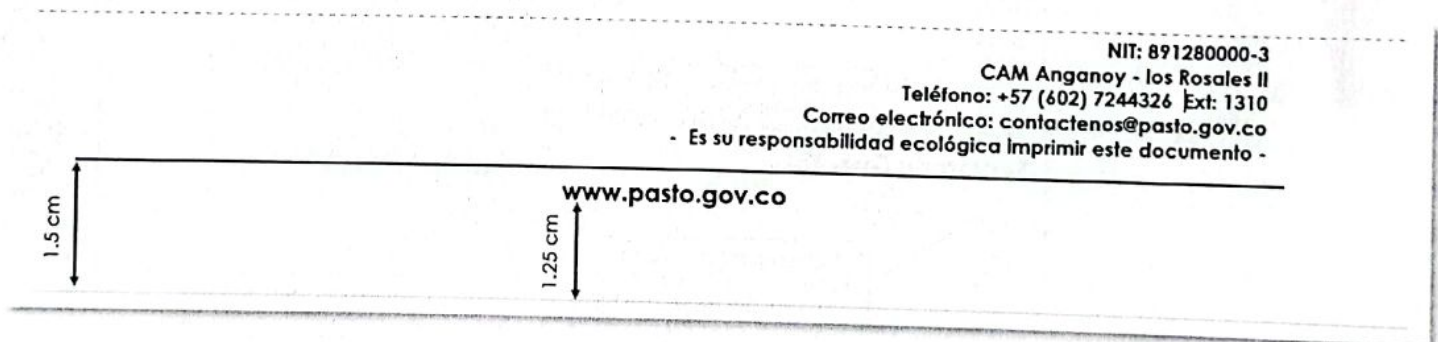 NIT: 891280000-3
CAM Anganoy - los Rosales II
Teléfono: +57 (602) 7244326 Ext: 1310
Correo electrónico: contactenos@pasto.gov.co
- Es su responsabilidad ecológica imprimir este documento -
www.pasto.gov.co
1.5 cm
1.25 cm